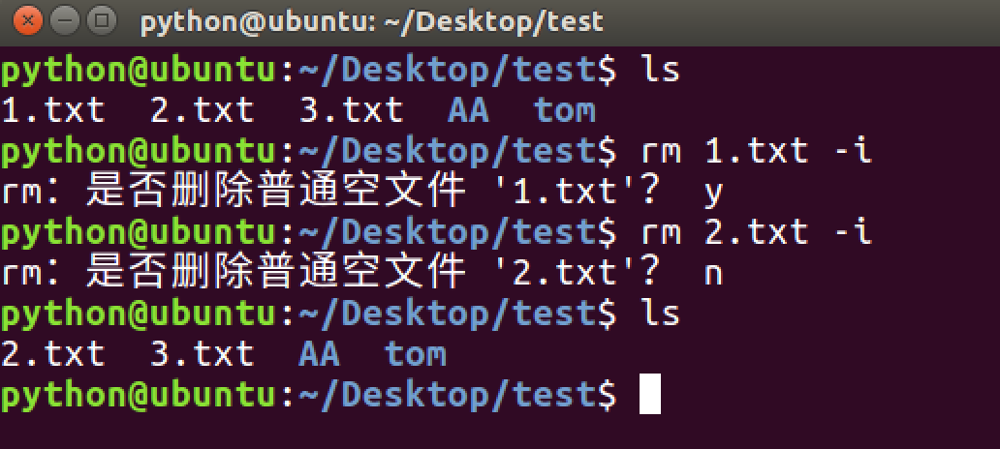 python@ubuntu: ~/Desktop/test
python@ubuntu:~/Desktop/test$ ls
1.txt  2.txt  3.txt  AA  tom
python@ubuntu:~/Desktop/test$ rm 1.txt -i
rm：是否删除普通空文件 '1.txt'？ y
python@ubuntu:~/Desktop/test$ rm 2.txt -i
rm：是否删除普通空文件 '2.txt'？ n
python@ubuntu:~/Desktop/test$ ls
2.txt  3.txt  AA  tom
python@ubuntu:~/Desktop/test$